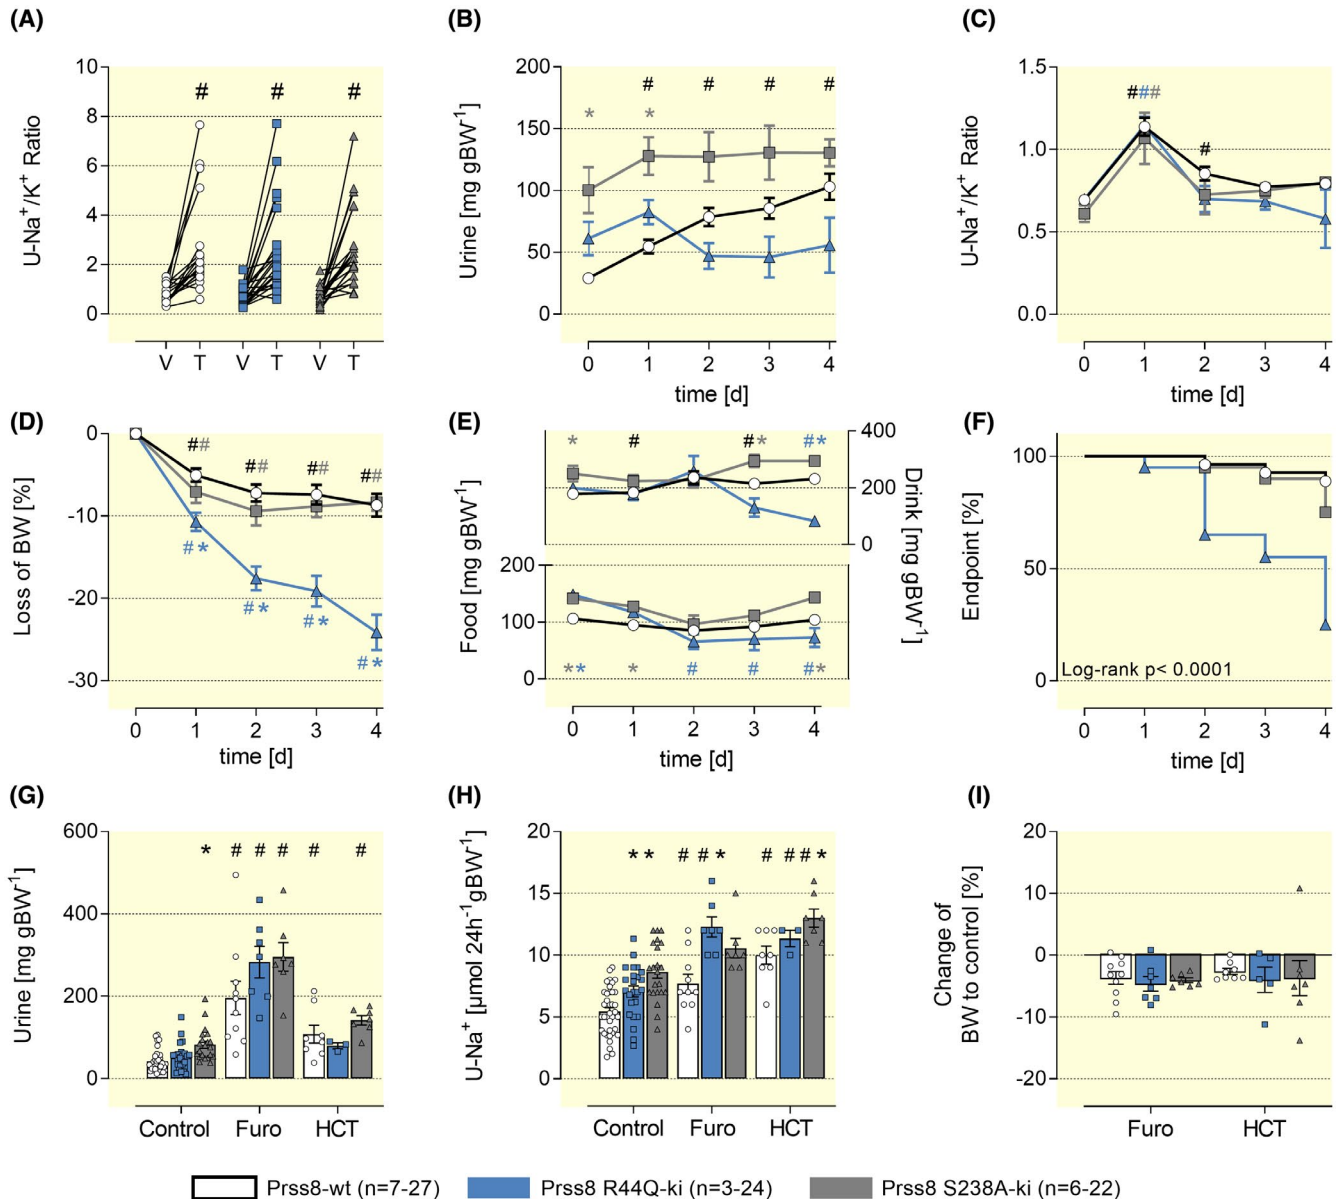 (A)
U-Na⁺/K⁺ Ratio
10
8
6
4
2
0
# # #
V T V T V T
(B)
Urine [mg gBW⁻¹]
200
150
100
50
0
# # # #
* *
0 1 2 3 4
time [d]
(C)
U-Na⁺/K⁺ Ratio
1.5
1.0
0.5
0.0
###
#
0 1 2 3 4
time [d]
(D)
Loss of BW [%]
0
-10
-20
-30
## ## ## ##
#* #* #* #*
0 1 2 3 4
time [d]
(E)
Food [mg gBW⁻¹]
Drink [mg gBW⁻¹]
400
200
0
200
100
0
* # #* #*
** * # # #*
0 1 2 3 4
time [d]
(F)
Endpoint [%]
100
50
0
Log-rank p< 0.0001
0 1 2 3 4
time [d]
(G)
Urine [mg gBW⁻¹]
600
400
200
0
* # # # # #
Control Furo HCT
(H)
U-Na⁺ [µmol 24h⁻¹gBW⁻¹]
20
15
10
5
0
* * # # * # # # *
Control Furo HCT
(I)
Change of
BW to control [%]
20
10
0
-10
-20
Furo HCT
Prss8-wt (n=7-27) Prss8 R44Q-ki (n=3-24) Prss8 S238A-ki (n=6-22)